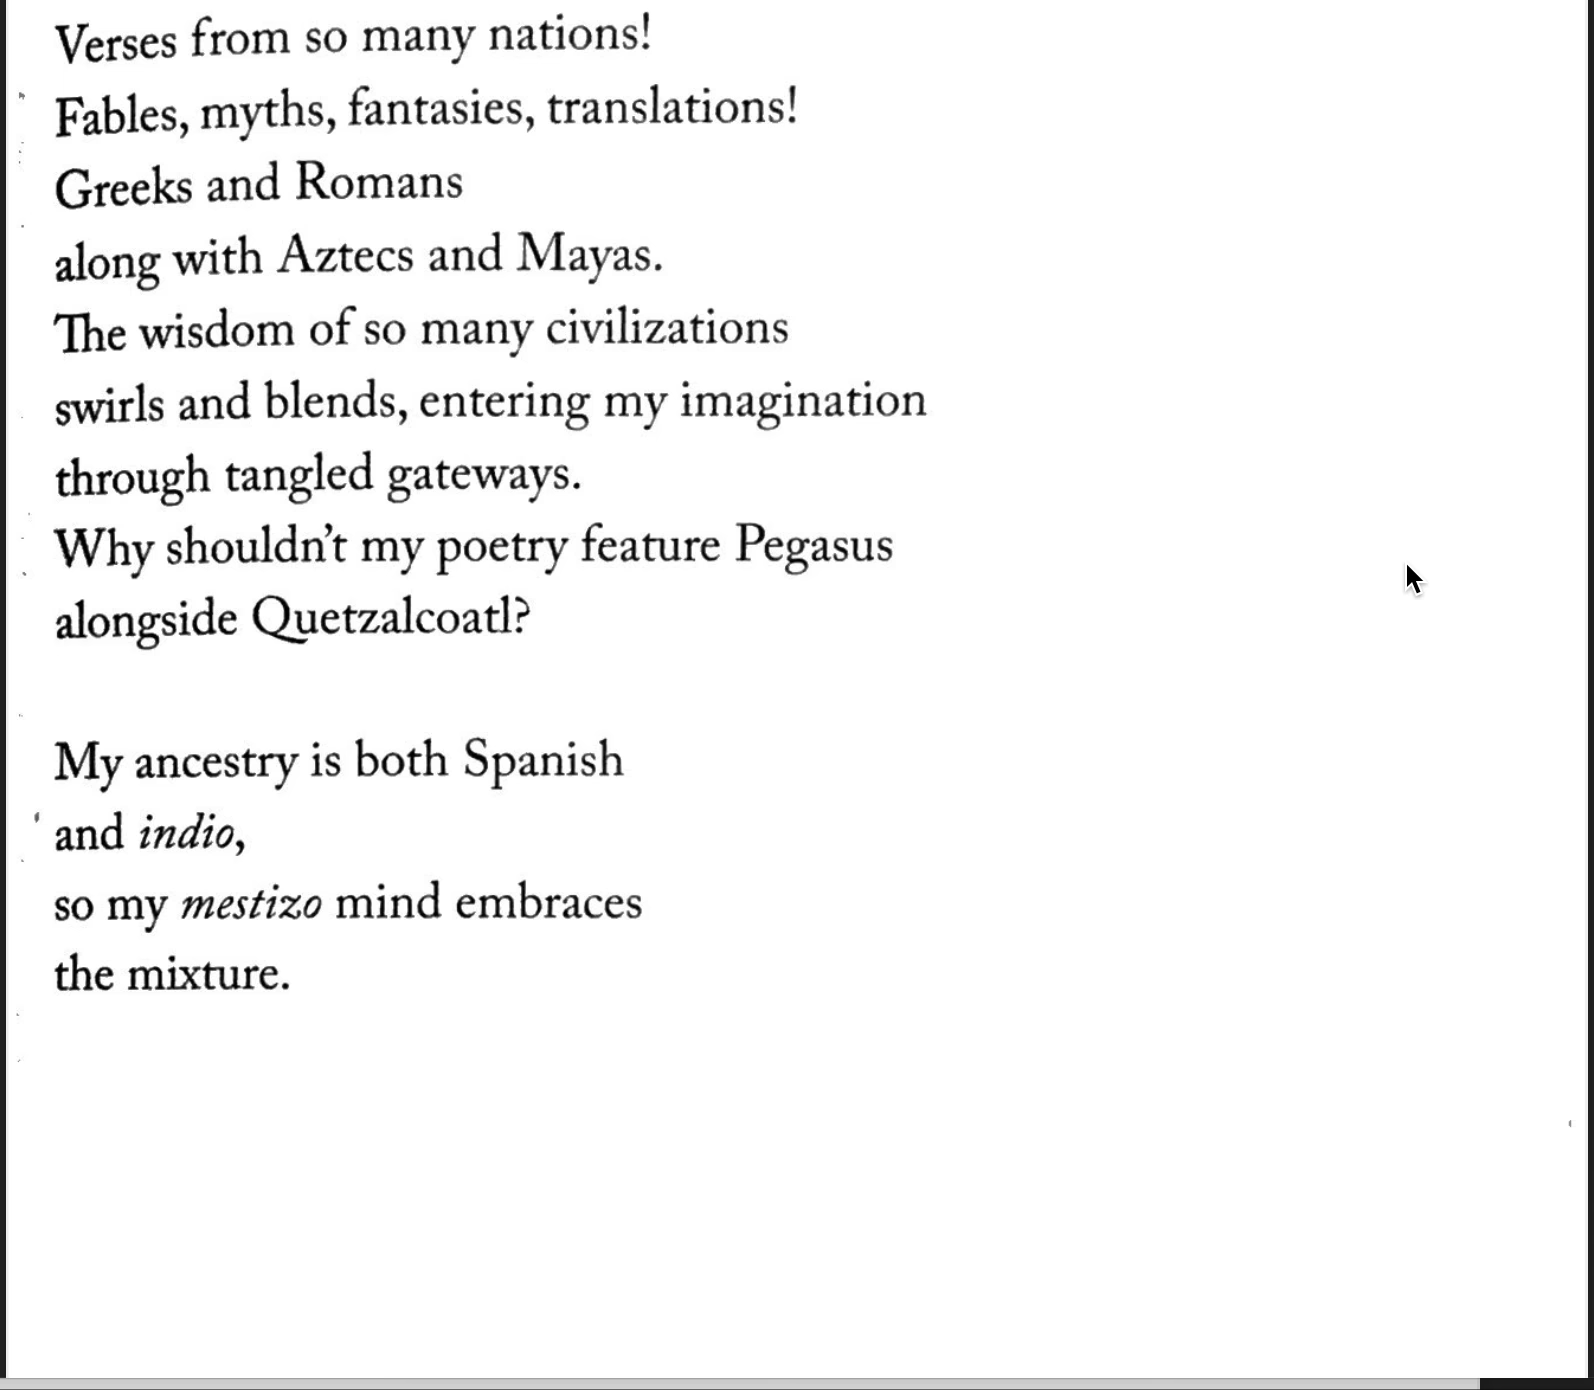 Verses from so many nations!
Fables, myths, fantasies, translations!
Greeks and Romans
along with Aztecs and Mayas.
The wisdom of so many civilizations
swirls and blends, entering my imagination
through tangled gateways.
Why shouldn't my poetry feature Pegasus
alongside Quetzalcoatl?
My ancestry is both Spanish
and indio,
so my mestizo mind embraces
the mixture.